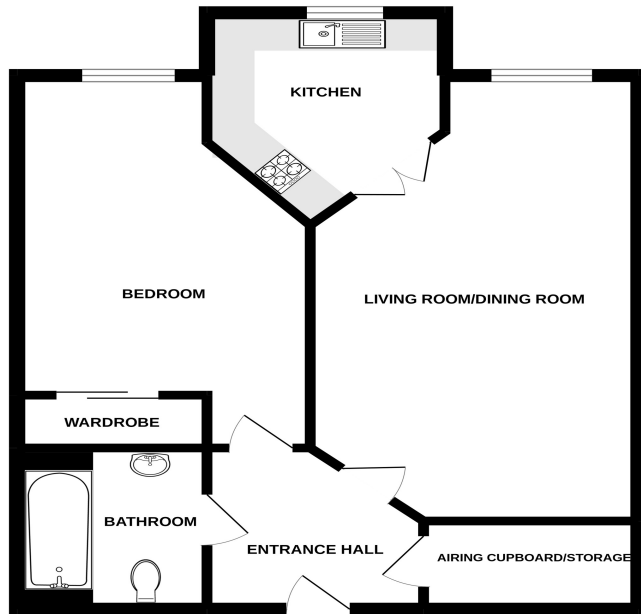 KITCHEN
BEDROOM
LIVING ROOM/DINING ROOM
WARDROBE
BATHROOM
ENTRANCE HALL
AIRING CUPBOARD/STORAGE